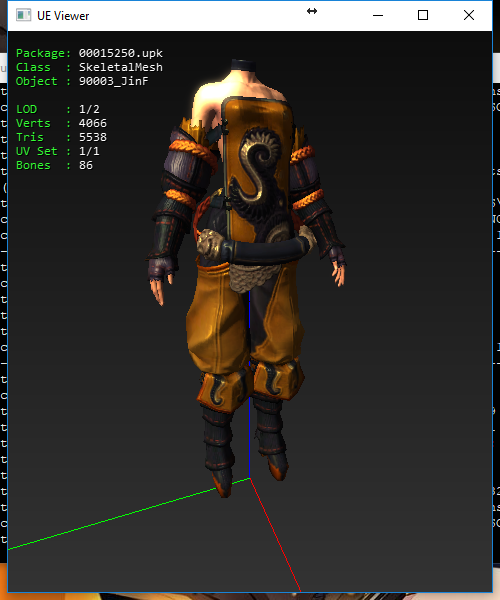 UE Viewer
Package: 00015250.upk
Class : SkeletalMesh
Object : 90003_JinF
LOD : 1/2
Verts : 4066
Tris : 5538
UV Set : 1/1
Bones : 86